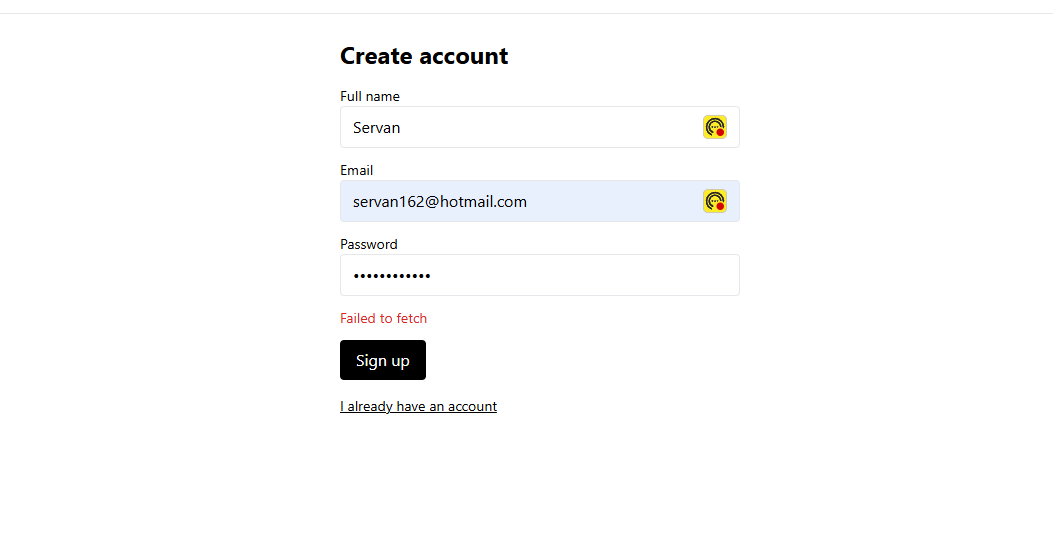 Create account
Full name
Servan
Email
servan162@hotmail.com
Password
••••••••••••
Failed to fetch
Sign up
I already have an account